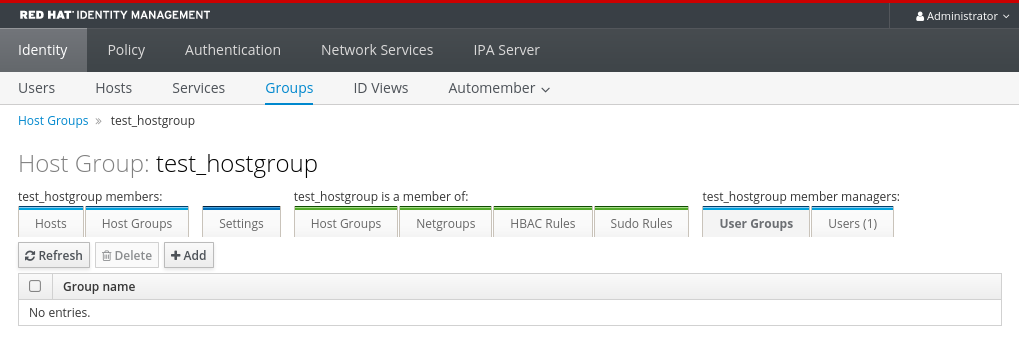 RED HAT® IDENTITY MANAGEMENT Administrator
Identity Policy Authentication Network Services IPA Server
Users Hosts Services Groups ID Views Automember
Host Groups » test_hostgroup
Host Group: test_hostgroup
test_hostgroup members: test_hostgroup is a member of: test_hostgroup member managers:
Hosts Host Groups Settings Host Groups Netgroups HBAC Rules Sudo Rules User Groups Users (1)
Refresh Delete Add
Group name
No entries.